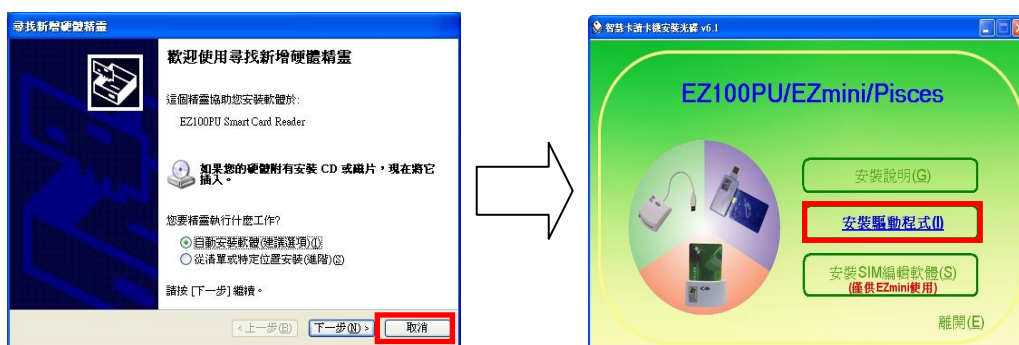 尋找新增硬體精靈
歡迎使用尋找新增硬體精靈
這個精靈協助您安裝軟體於:
EZ100PU Smart Card Reader
如果您的硬體附有安裝 CD 或磁片，現在將它
插入。
您要精靈執行什麼工作?
自動安裝軟體(建議選項)(I)
從清單或特定位置安裝(進階)(S)
請按 [下一步] 繼續。
<上一步(B)
下一步(N) >
取消
智慧卡讀卡機安裝光碟 v6.1
EZ100PU/EZmini/Pisces
安裝說明(G)
安裝驅動程式(I)
安裝SIM編輯軟體(S)
(僅供EZmini使用)
離開(E)